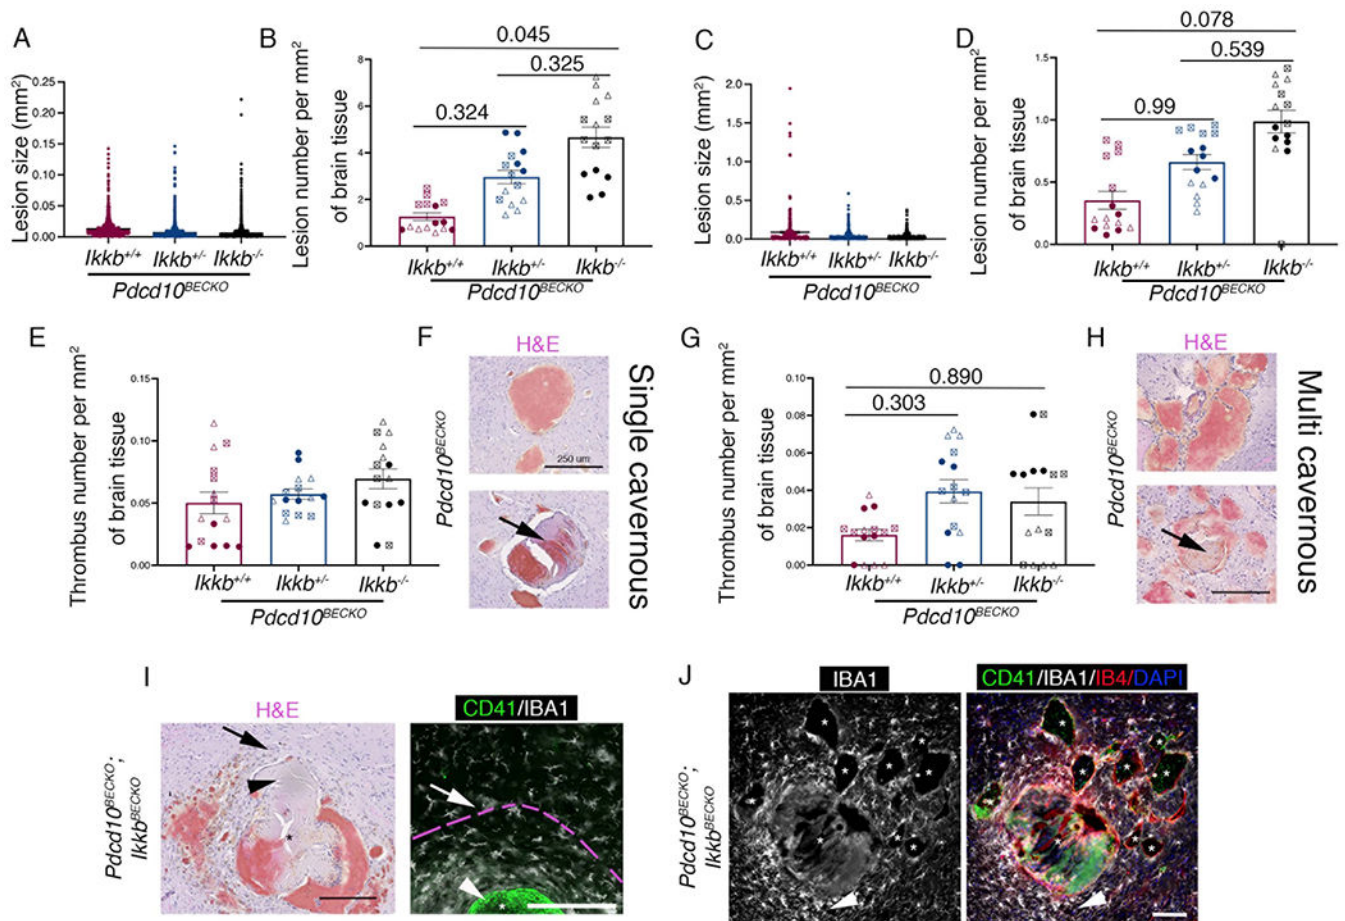 A
Lesion size (mm²)
0.25
0.20
0.15
0.10
0.05
0.00
Ikkb+/+ Ikkb+/- Ikkb-/-
Pdcd10BECKO
B
Lesion number per mm²
of brain tissue
0.045
0.325
0.324
8
6
4
2
0
Ikkb+/+ Ikkb+/- Ikkb-/-
Pdcd10BECKO
C
Lesion size (mm²)
2.0
1.5
1.0
0.5
0.0
Ikkb+/+ Ikkb+/- Ikkb-/-
Pdcd10BECKO
D
Lesion number per mm²
of brain tissue
0.078
0.539
0.99
1.5
1.0
0.5
0.0
Ikkb+/+ Ikkb+/- Ikkb-/-
Pdcd10BECKO
E
Thrombus number per mm²
of brain tissue
0.15
0.10
0.05
0.00
Ikkb+/+ Ikkb+/- Ikkb-/-
Pdcd10BECKO
F
H&E
Pdcd10BECKO
250 um
Single cavernous
G
Thrombus number per mm²
of brain tissue
0.890
0.303
0.10
0.08
0.06
0.04
0.02
0.00
Ikkb+/+ Ikkb+/- Ikkb-/-
Pdcd10BECKO
H
H&E
Pdcd10BECKO
Multi cavernous
I
H&E
CD41/IBA1
Pdcd10BECKO;
IkkbBECKO
J
IBA1
CD41/IBA1/IB4/DAPI
Pdcd10BECKO;
IkkbBECKO